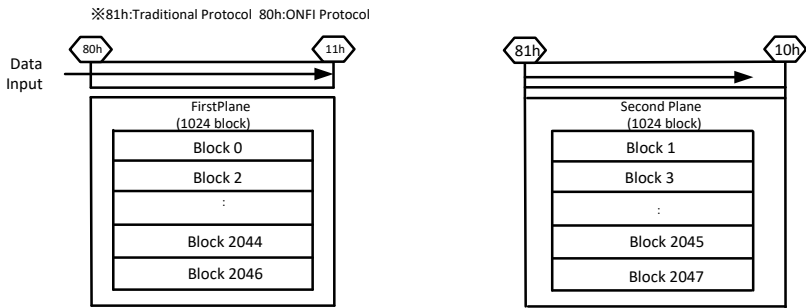 ※81h:Traditional Protocol 80h:ONFI Protocol
80h
11h
Data
Input
FirstPlane
(1024 block)
Block 0
Block 2
:
Block 2044
Block 2046
81h
10h
Second Plane
(1024 block)
Block 1
Block 3
:
Block 2045
Block 2047